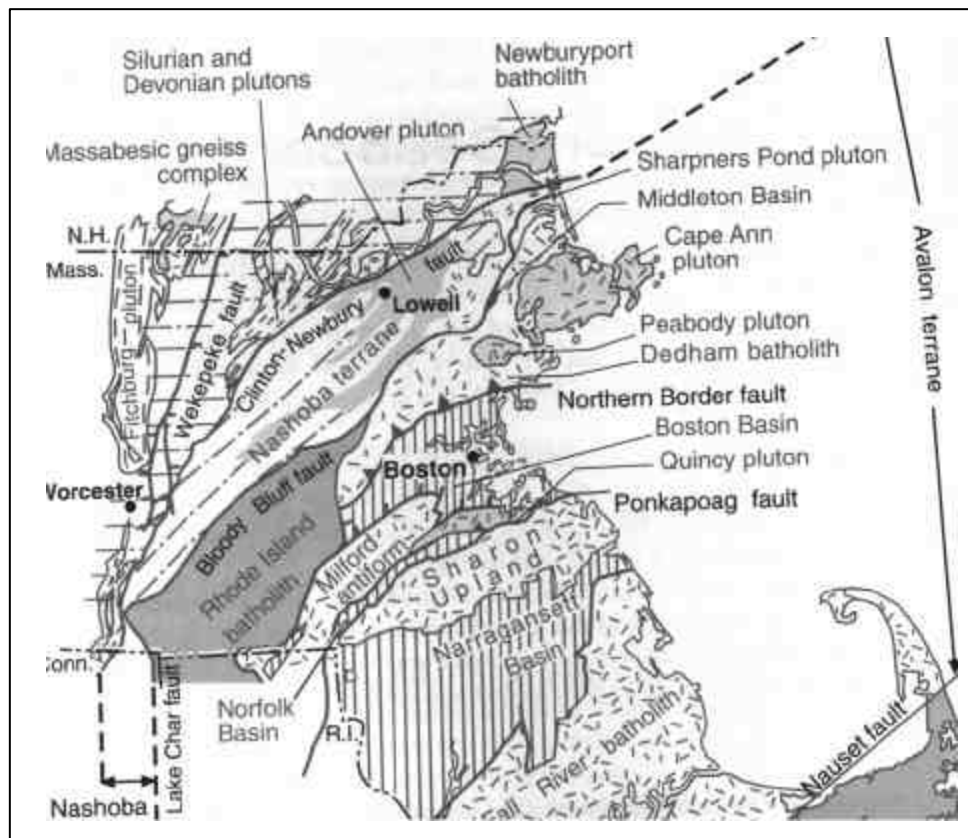 Newburyport
batholith
Silurian and
Devonian plutons
Andover pluton
Massabesic gneiss
complex
Sharpners Pond pluton
Middleton Basin
Cape Ann
pluton
N.H.
Mass.
Avalon terrane
Fitchburg pluton
Wekepeke fault
Clinton-Newbury fault
Lowell
Nashoba terrane
Peabody pluton
Dedham batholith
Northern Border fault
Boston Basin
Boston
Quincy pluton
Worcester
Bloody Bluff fault
Ponkapoag fault
Rhode Island
batholith
Milford
antiform
Sharon
Upland
Narragansett
Basin
Conn.
Norfolk
Basin
R.I.
Lake Char fault
Nashoba
Fall River batholith
Nauset fault